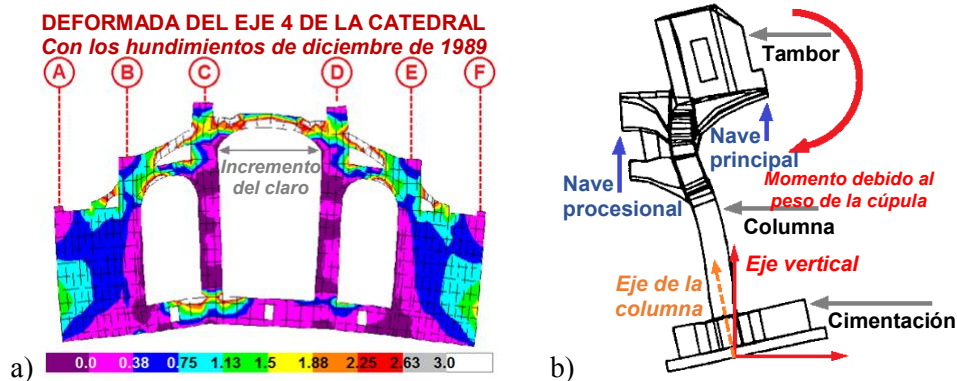 DEFORMADA DEL EJE 4 DE LA CATEDRAL
Con los hundimientos de diciembre de 1989
A B C D E F
Incremento
del claro
a)
0.0 0.38 0.75 1.13 1.5 1.88 2.25 2.63 3.0
Tambor
Nave
principal
Nave
procesional
Momento debido al
peso de la cúpula
Columna
Eje vertical
Eje de la
columna
Cimentación
b)